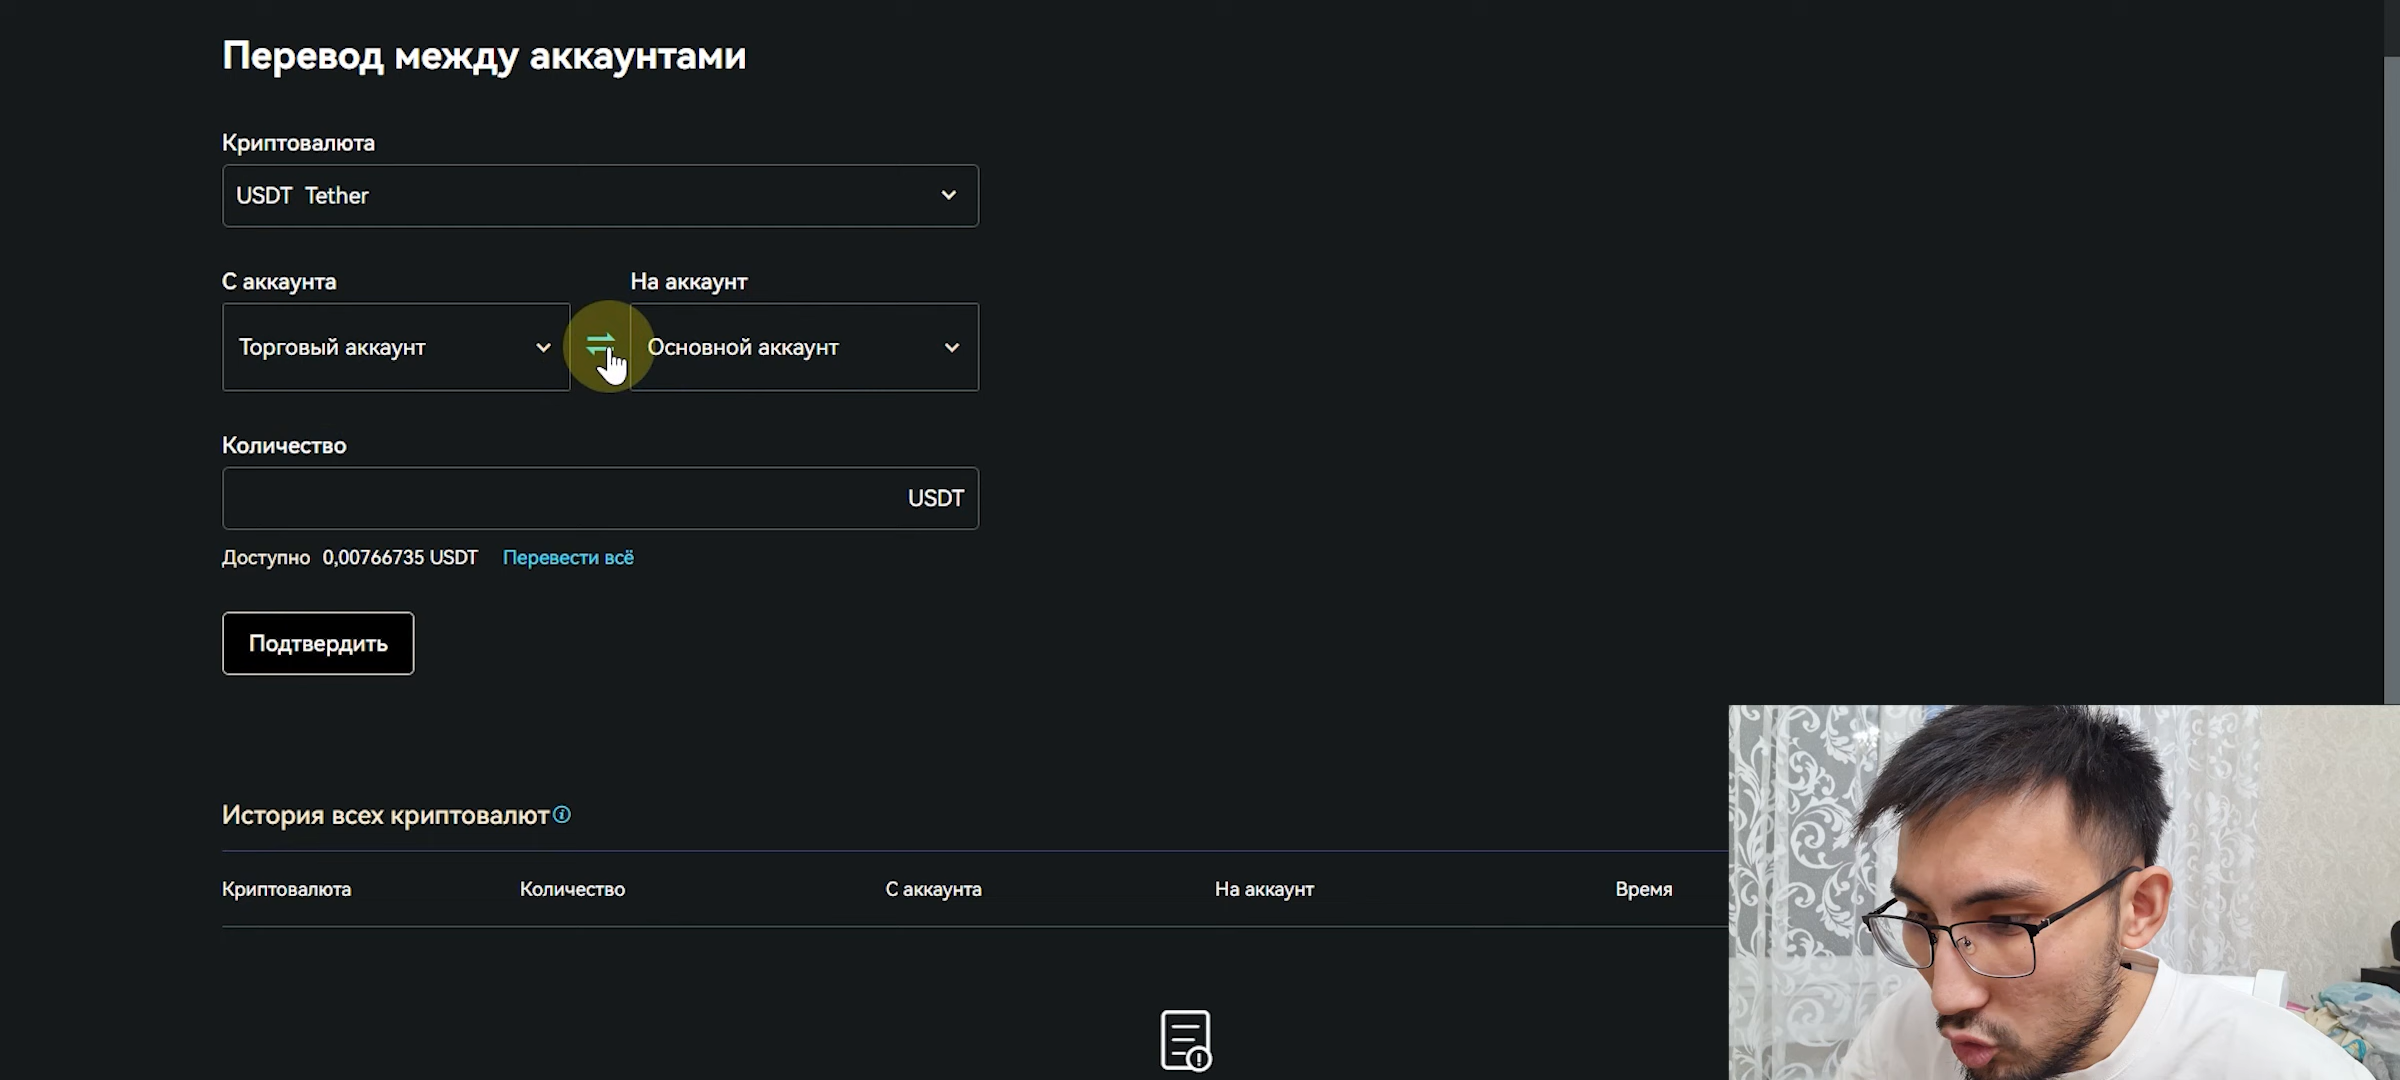 Перевод между аккаунтами
Криптовалюта
USDT Tether
С аккаунта На аккаунт
Торговый аккаунт Основной аккаунт
Количество
USDT
Доступно 0,00766735 USDT Перевести всё
Подтвердить
История всех криптовалют
Криптовалюта Количество С аккаунта На аккаунт Время